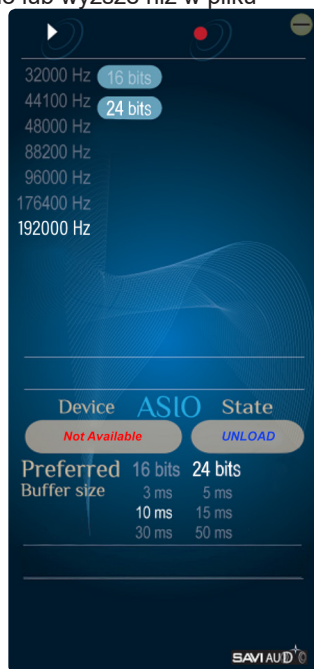 lub wyższe niż w pliku
32000 Hz 16 bits
44100 Hz 24 bits
48000 Hz
88200 Hz
96000 Hz
176400 Hz
192000 Hz
Device ASIO State
Not Available UNLOAD
Preferred 16 bits 24 bits
Buffer size 3 ms 5 ms
10 ms 15 ms
30 ms 50 ms
SAVIAUD